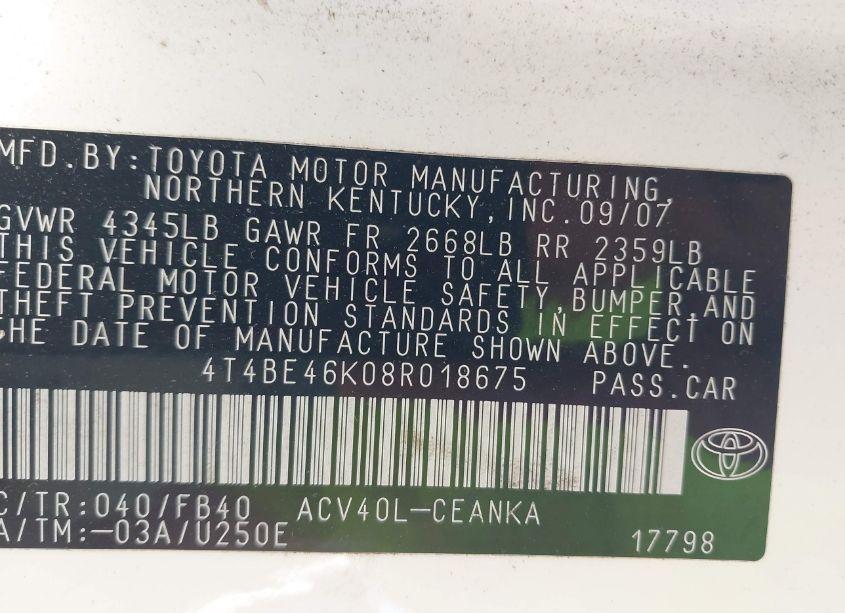 MFD.BY:TOYOTA MOTOR MANUFACTURING,
NORTHERN KENTUCKY,INC.09/07
GVWR 4345LB GAWR FR 2668LB RR 2359LB
THIS VEHICLE CONFORMS TO ALL APPLICABLE
FEDERAL MOTOR VEHICLE SAFETY,BUMPER,AND
THEFT PREVENTION STANDARDS IN EFFECT ON
THE DATE OF MANUFACTURE SHOWN ABOVE.
4T4BE46K08R018675 PASS.CAR
C/TR:040/FB40 ACV40L-CEANKA
A/TM:-03A/U250E
17798